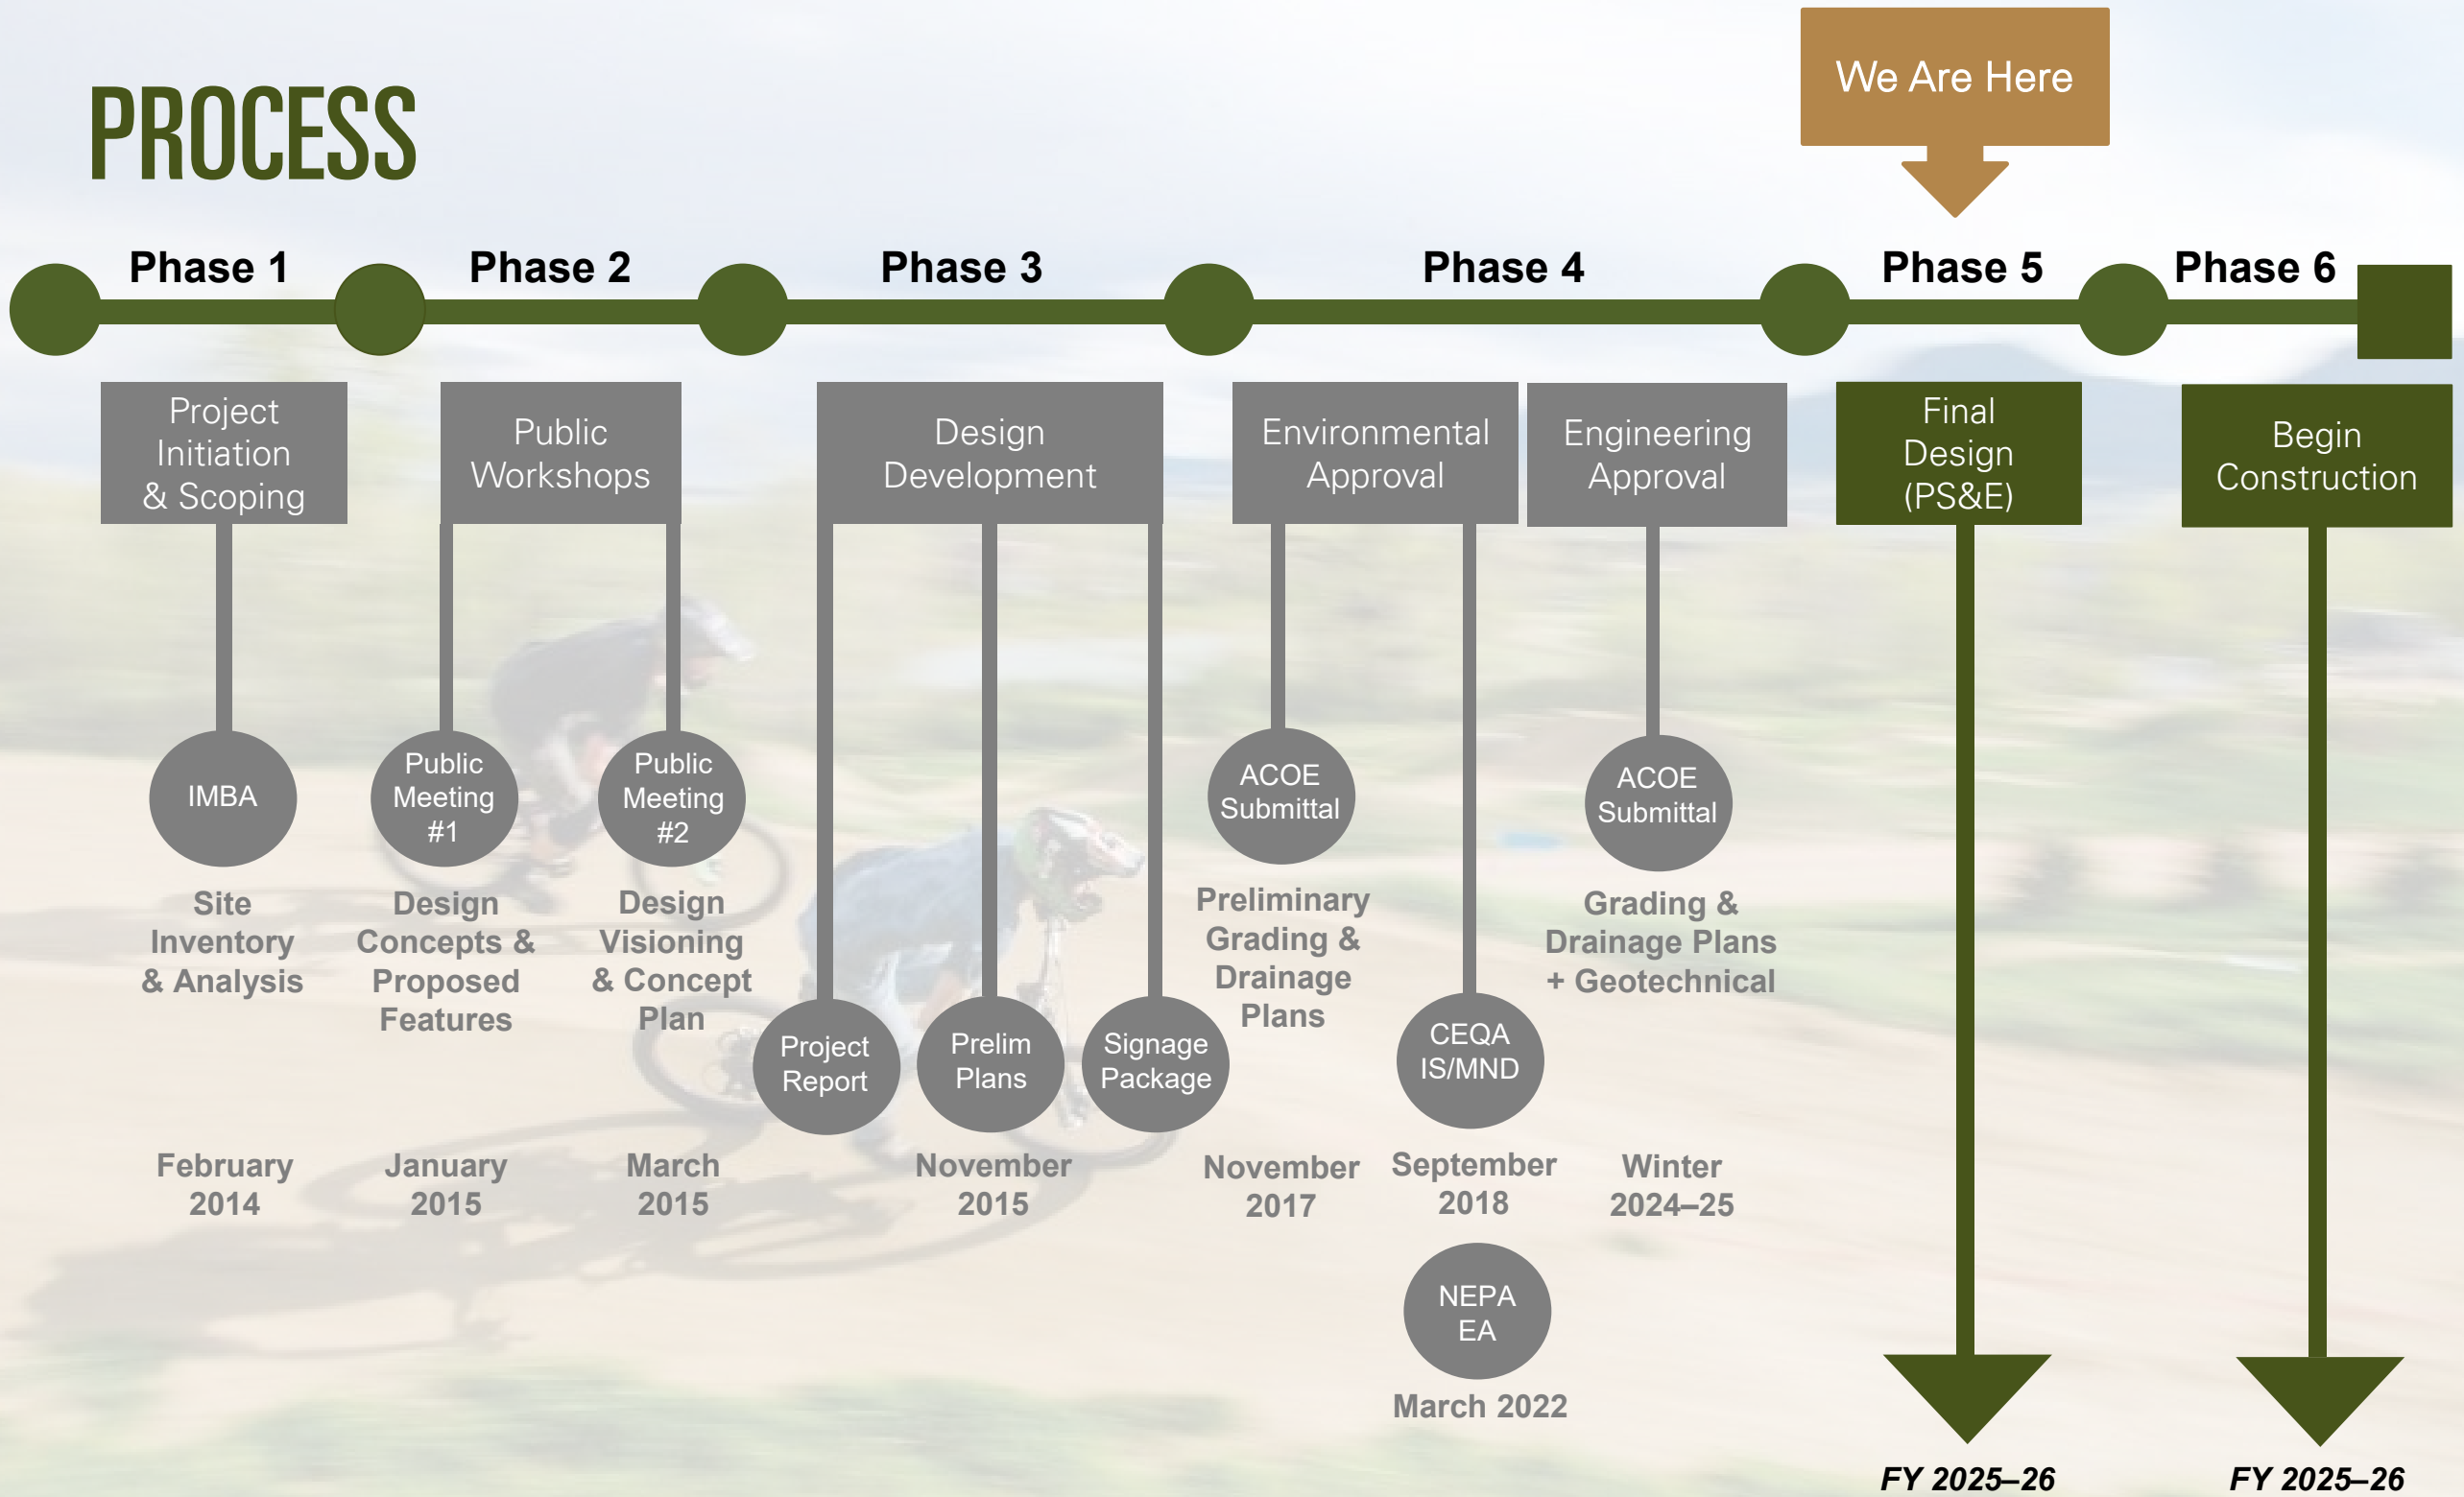 We Are Here
PROCESS
Phase 1
Phase 2
Phase 3
Phase 4
Phase 5
Phase 6
Project
Initiation
& Scoping
Public
Workshops
Design
Development
Environmental
Approval
Engineering
Approval
Final
Design
(PS&E)
Begin
Construction
IMBA
Site
Inventory
& Analysis
February
2014
Public
Meeting
#1
Design
Concepts &
Proposed
Features
January
2015
Public
Meeting
#2
Design
Visioning
& Concept
Plan
March
2015
Project
Report
Prelim
Plans
Signage
Package
November
2015
ACOE
Submittal
Preliminary
Grading &
Drainage
Plans
November
2017
CEQA
IS/MND
September
2018
NEPA
EA
March 2022
ACOE
Submittal
Grading &
Drainage Plans
+ Geotechnical
Winter
2024–25
FY 2025–26
FY 2025–26